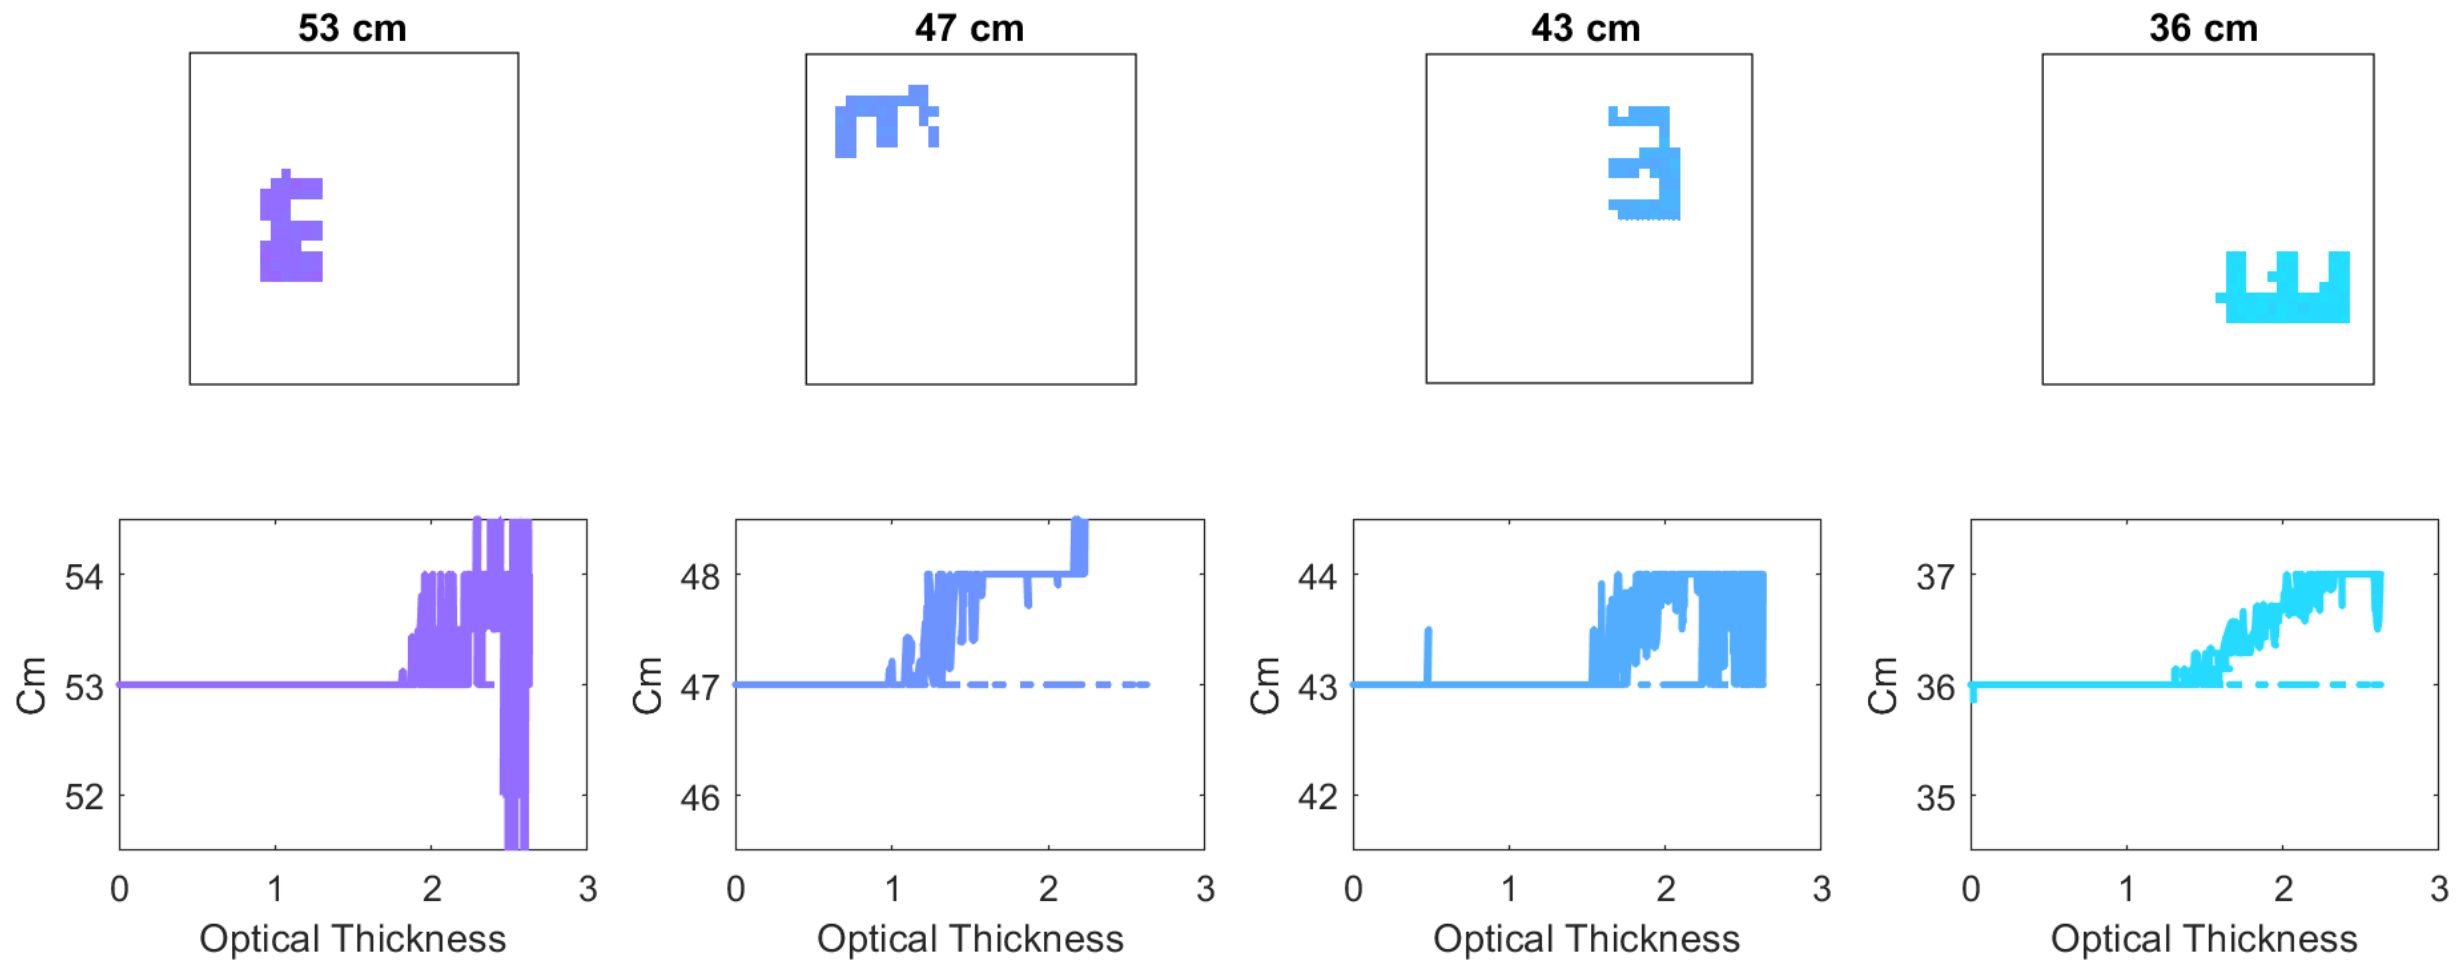 53 cm 47 cm 43 cm 36 cm
54 48 44 37
53 47 43 36
52 46 42 35
Cm Cm Cm Cm
0 1 2 3 0 1 2 3 0 1 2 3 0 1 2 3
Optical Thickness Optical Thickness Optical Thickness Optical Thickness